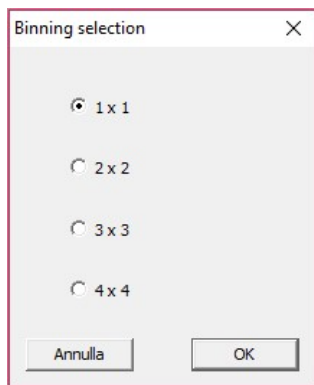 Binning selection
1 x 1
2 x 2
3 x 3
4 x 4
Annulla OK